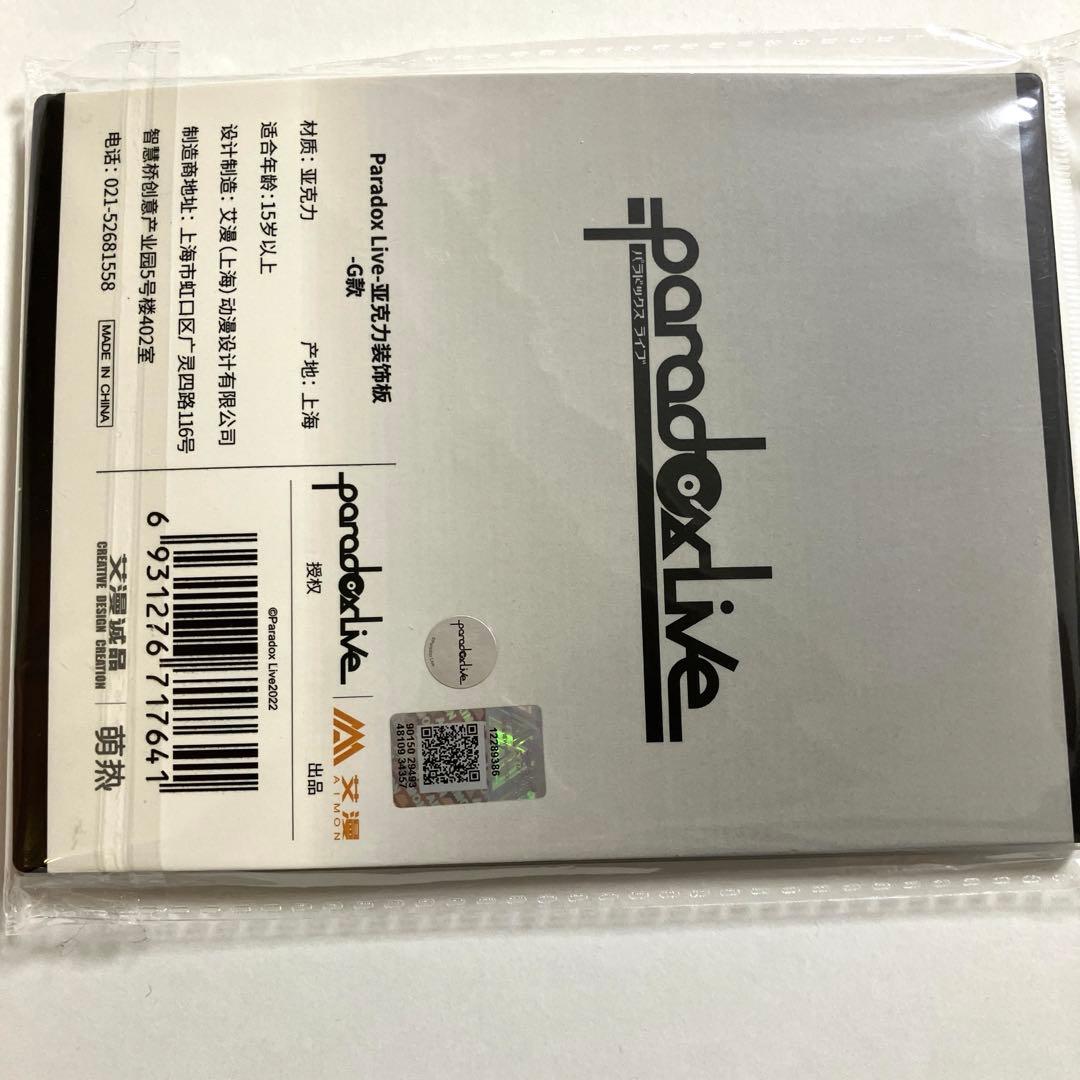 paradox Live
パラドックス ライブ
Paradox Live-亚克力装饰板
-G款
材质：亚克力 产地：上海
适合年龄：15岁以上
设计制造：艾漫（上海）动漫设计有限公司
制造商地址：上海市虹口区广灵四路116号
智慧桥创意产业园5号楼402室
电话：021-52681558 MADE IN CHINA
paradox Live
艾漫
AIMON
授权 出品
©Paradox Live2022
6 931276 717641
艾漫诚品 萌热
CREATIVE DESIGN CREATION
paradox Live
12289386
90150 29493
48109 34357